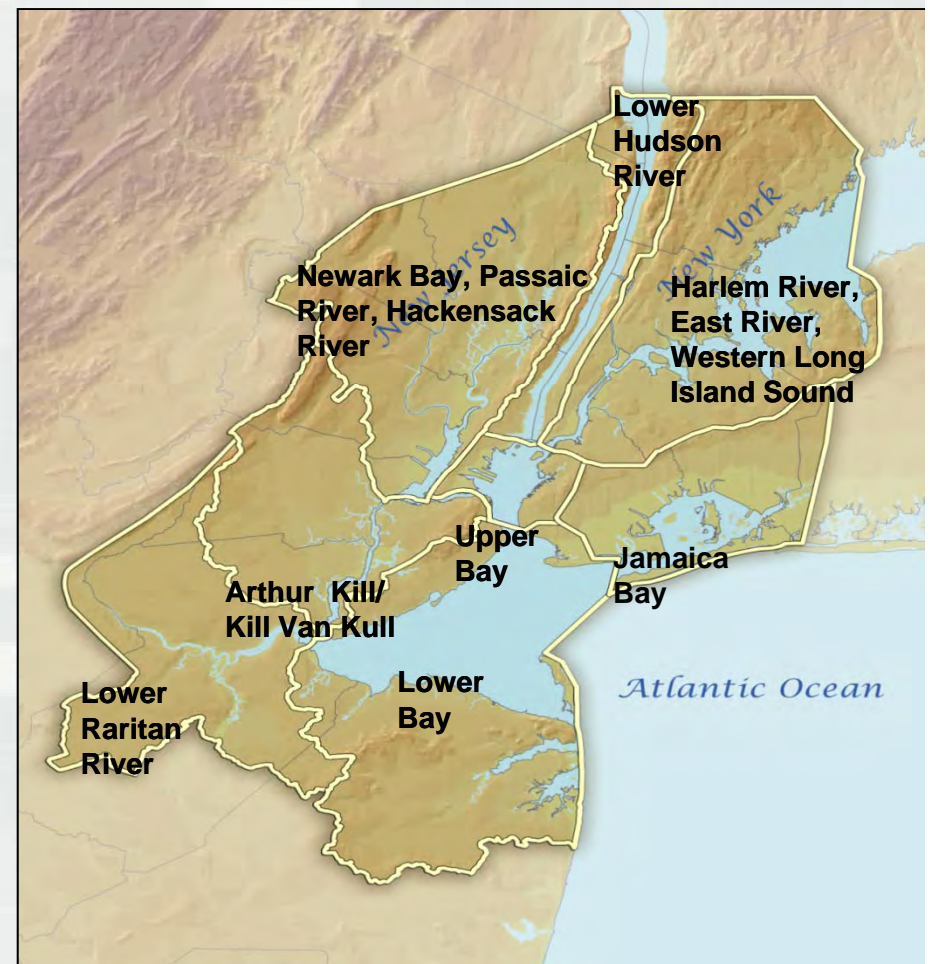 Lower
Hudson
River
New York
New Jersey
Newark Bay, Passaic
River, Hackensack
River
Harlem River,
East River,
Western Long
Island Sound
Upper
Bay
Jamaica
Bay
Arthur Kill/
Kill Van Kull
Lower
Bay
Atlantic Ocean
Lower
Raritan
River